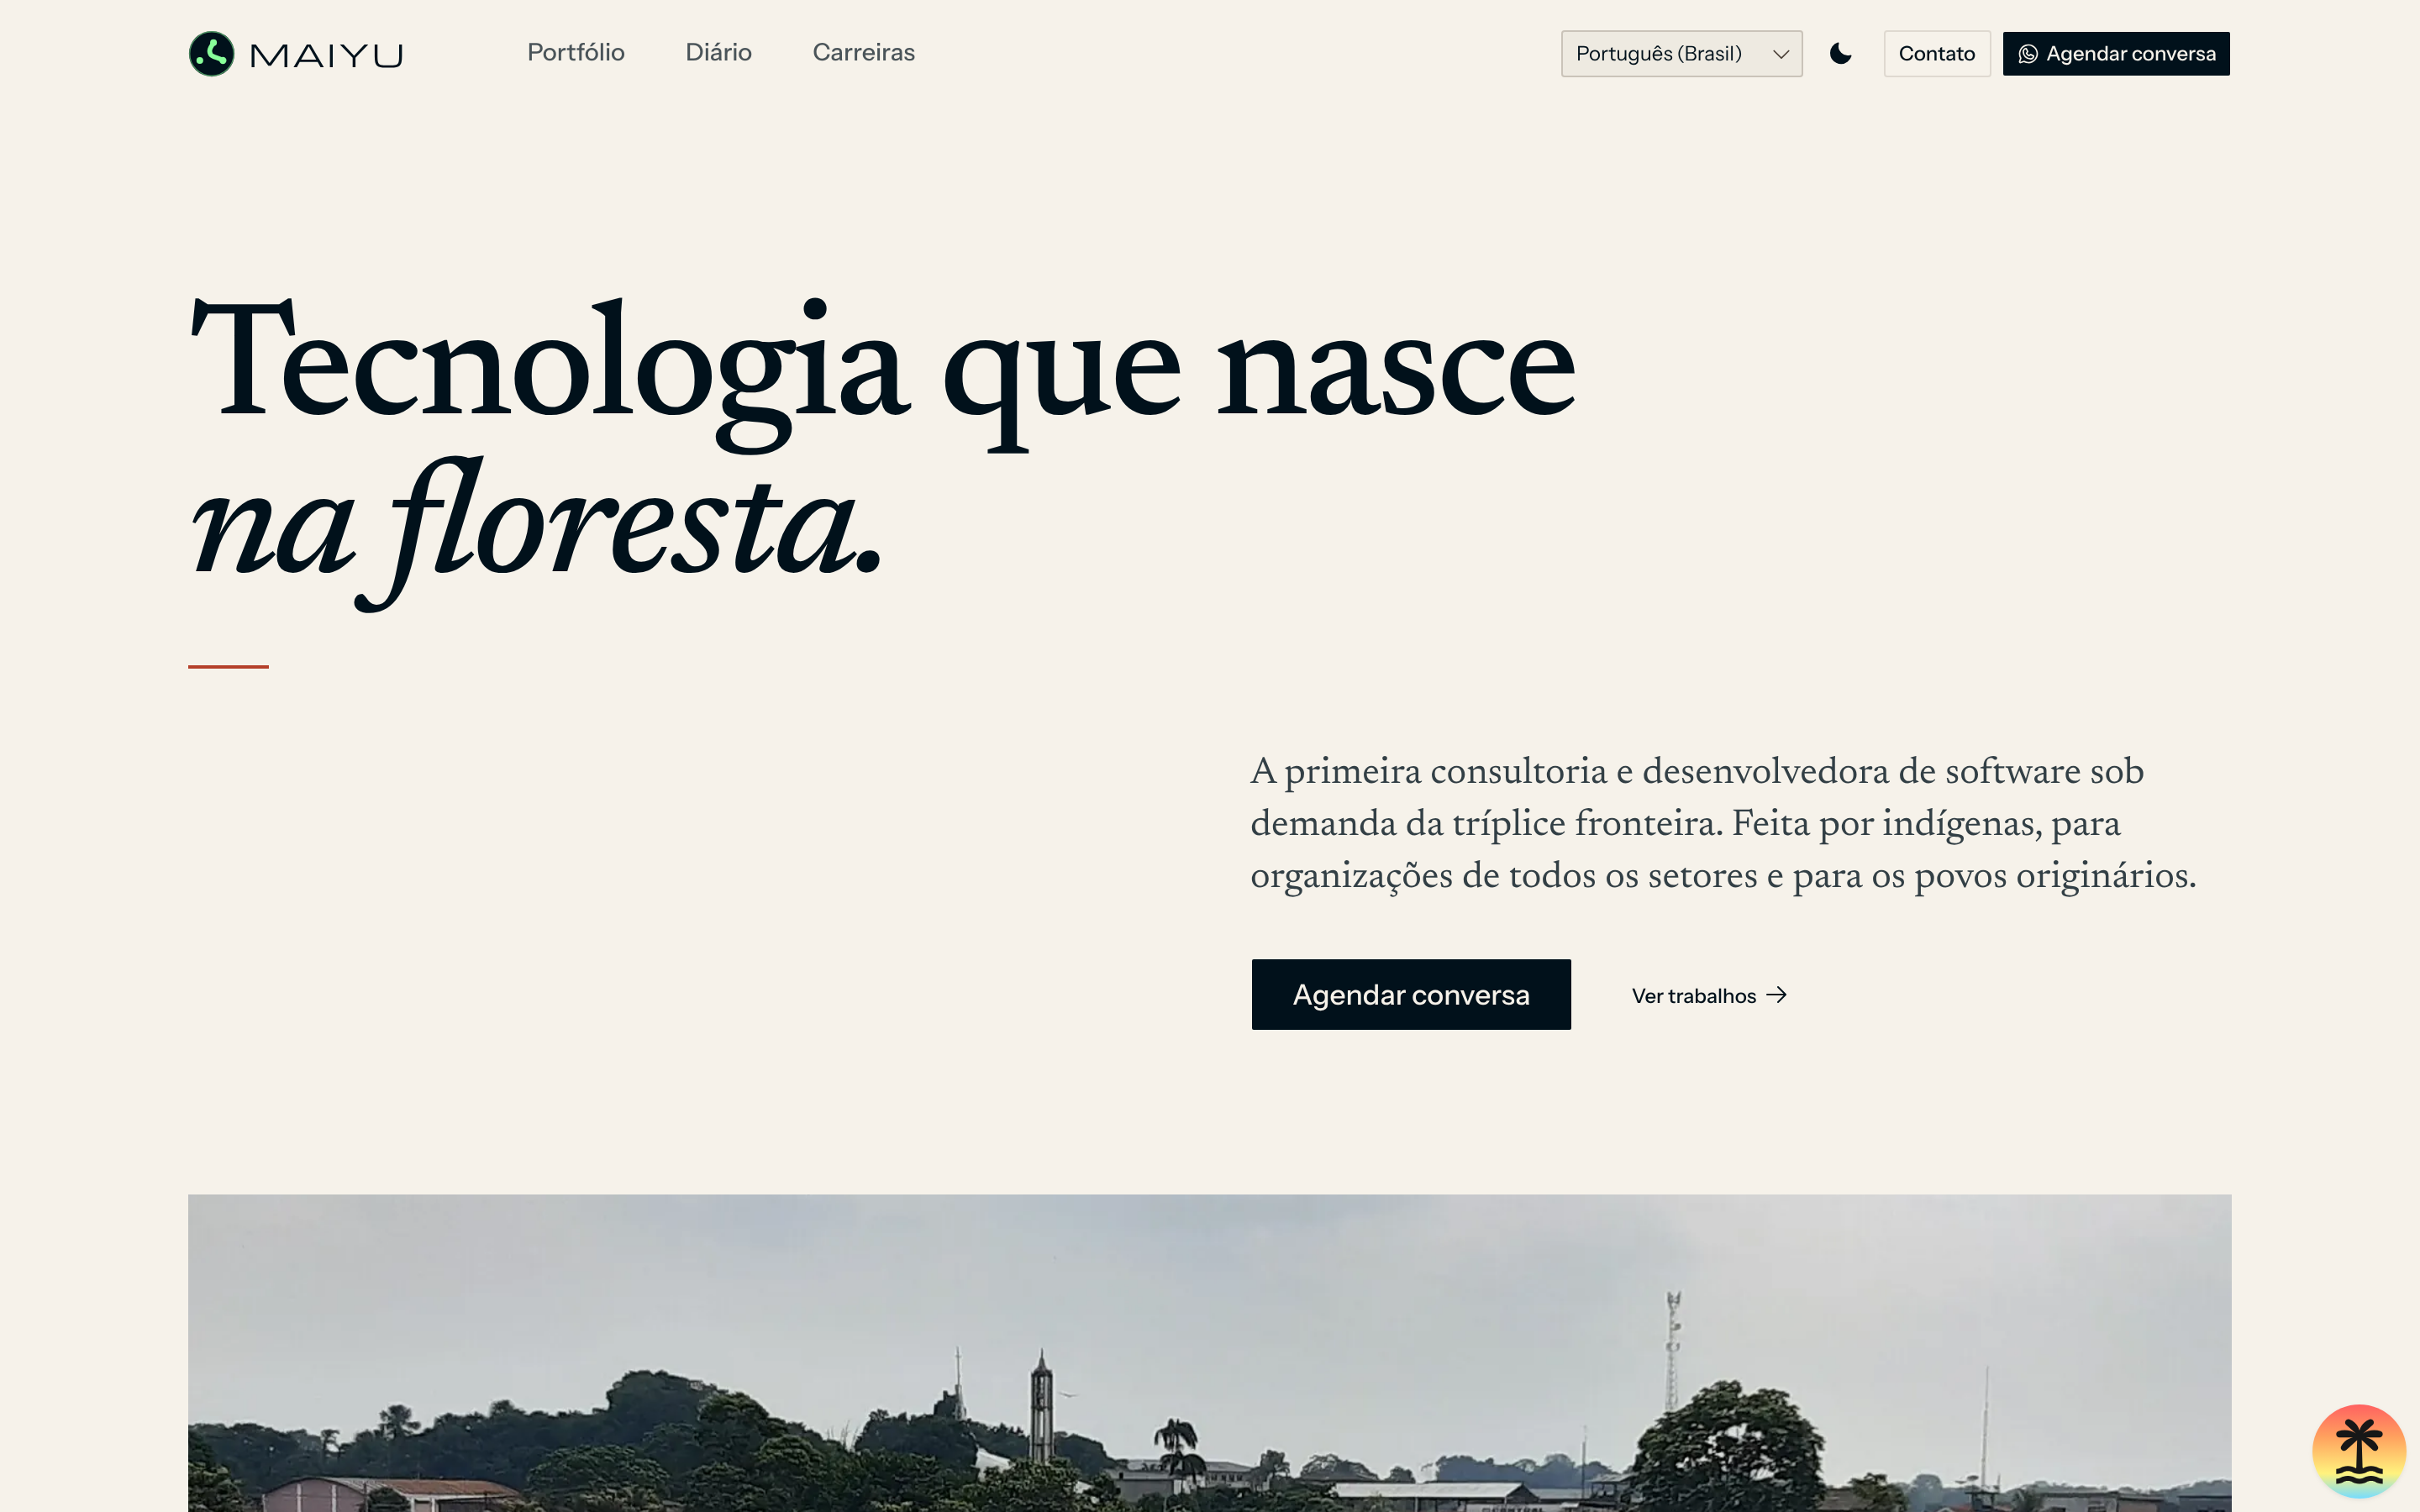 MAIYU
Portfólio
Diário
Carreiras
Português (Brasil)
Contato
Agendar conversa
Tecnologia que nasce
na floresta.
A primeira consultoria e desenvolvedora de software sob
demanda da tríplice fronteira. Feita por indígenas, para
organizações de todos os setores e para os povos originários.
Agendar conversa
Ver trabalhos